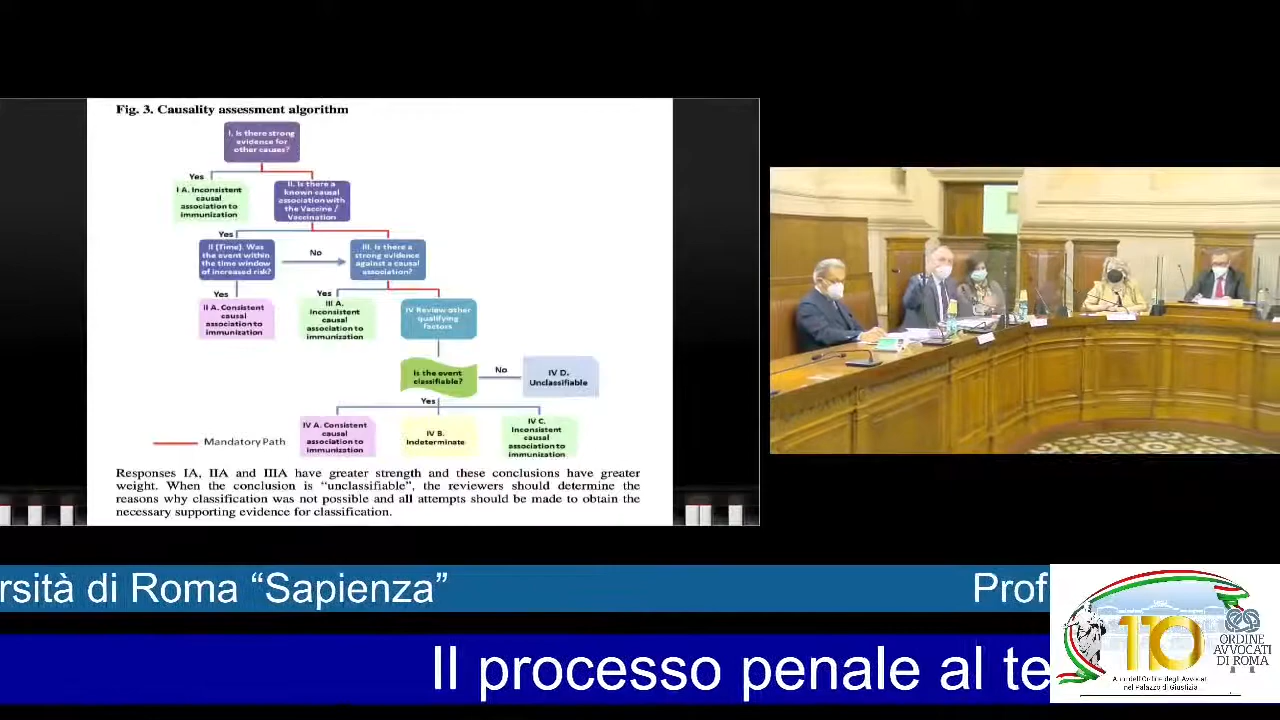 Fig. 3. Causality assessment algorithm
I. Is there strong
evidence for
other causes?
Yes
I A. Inconsistent
causal
association to
immunization
II. Is there a
known causal
association with
the Vaccine /
Vaccination
Yes
II (Time). Was
the event within
the time window
of increased risk?
No
III. Is there a
strong evidence
against a causal
association?
Yes
II A. Consistent
causal
association to
immunization
III A.
Inconsistent
causal
association to
immunization
IV Review other
qualifying
factors
Is the event
classifiable?
No
IV D.
Unclassifiable
Yes
IV A. Consistent
causal
association to
immunization
IV B.
Indeterminate
IV C.
Inconsistent
causal
association to
immunization
Mandatory Path
Responses IA, IIA and IIIA have greater strength and these conclusions have greater
weight. When the conclusion is "unclassifiable", the reviewers should determine the
reasons why classification was not possible and all attempts should be made to obtain the
necessary supporting evidence for classification.
rsità di Roma “Sapienza”
Prof
Il processo penale al te
110
ORDINE
AVVOCATI
DI ROMA
nel Palazzo di Giustizia